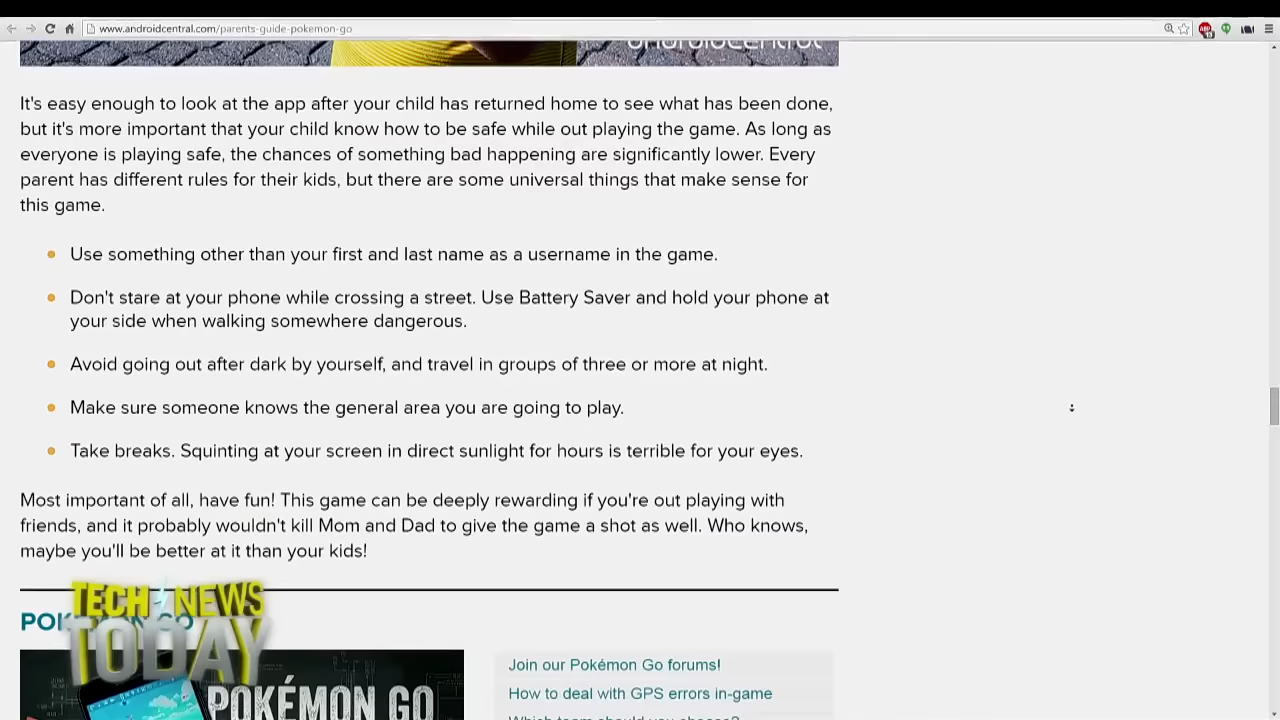 www.androidcentral.com/parents-guide-pokemon-go
androidcentral
It's easy enough to look at the app after your child has returned home to see what has been done,
but it's more important that your child know how to be safe while out playing the game. As long as
everyone is playing safe, the chances of something bad happening are significantly lower. Every
parent has different rules for their kids, but there are some universal things that make sense for
this game.
Use something other than your first and last name as a username in the game.
Don't stare at your phone while crossing a street. Use Battery Saver and hold your phone at
your side when walking somewhere dangerous.
Avoid going out after dark by yourself, and travel in groups of three or more at night.
Make sure someone knows the general area you are going to play.
Take breaks. Squinting at your screen in direct sunlight for hours is terrible for your eyes.
Most important of all, have fun! This game can be deeply rewarding if you're out playing with
friends, and it probably wouldn't kill Mom and Dad to give the game a shot as well. Who knows,
maybe you'll be better at it than your kids!
TECH NEWS
TODAY
POKÉMON GO
POKÉMON GO
Join our Pokémon Go forums!
How to deal with GPS errors in-game
Which team should you choose?